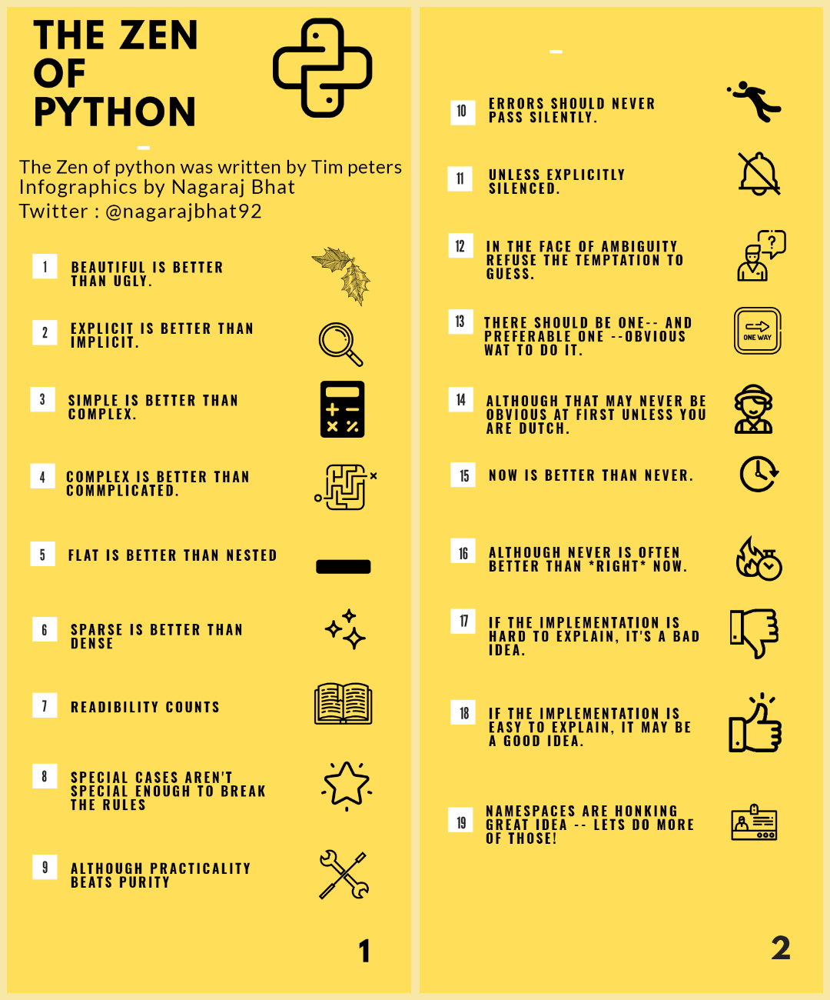 THE ZEN
OF
PYTHON
The Zen of python was written by Tim peters
Infographics by Nagaraj Bhat
Twitter : @nagarajbhat92
1
BEAUTIFUL IS BETTER
THAN UGLY.
2
EXPLICIT IS BETTER THAN
IMPLICIT.
3
SIMPLE IS BETTER THAN
COMPLEX.
4
COMPLEX IS BETTER THAN
COMMPLICATED.
5
FLAT IS BETTER THAN NESTED
6
SPARSE IS BETTER THAN
DENSE
7
READIBILITY COUNTS
8
SPECIAL CASES AREN'T
SPECIAL ENOUGH TO BREAK
THE RULES
9
ALTHOUGH PRACTICALITY
BEATS PURITY
1
10
ERRORS SHOULD NEVER
PASS SILENTLY.
11
UNLESS EXPLICITLY
SILENCED.
12
IN THE FACE OF AMBIGUITY
REFUSE THE TEMPTATION TO
GUESS.
?
13
THERE SHOULD BE ONE-- AND
PREFERABLE ONE --OBVIOUS
WAT TO DO IT.
ONE WAY
14
ALTHOUGH THAT MAY NEVER BE
OBVIOUS AT FIRST UNLESS YOU
ARE DUTCH.
15
NOW IS BETTER THAN NEVER.
16
ALTHOUGH NEVER IS OFTEN
BETTER THAN *RIGHT* NOW.
17
IF THE IMPLEMENTATION IS
HARD TO EXPLAIN, IT'S A BAD
IDEA.
18
IF THE IMPLEMENTATION IS
EASY TO EXPLAIN, IT MAY BE
A GOOD IDEA.
19
NAMESPACES ARE HONKING
GREAT IDEA -- LETS DO MORE
OF THOSE!
2